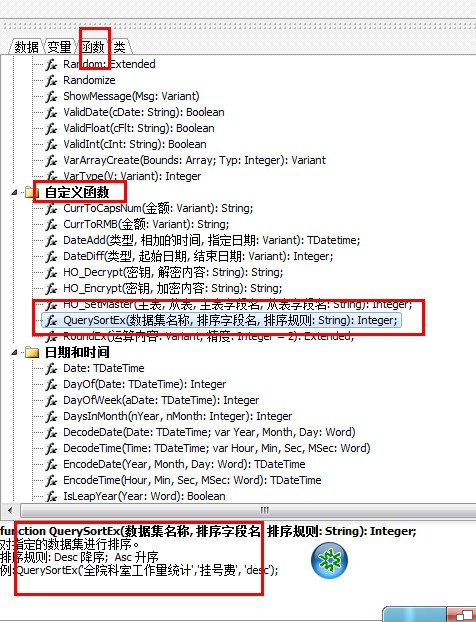 数据 变量 函数 类
Random: Extended
Randomize
ShowMessage(Msg: Variant)
ValidDate(cDate: String): Boolean
ValidFloat(cFlt: String): Boolean
ValidInt(cInt: String): Boolean
VarArrayCreate(Bounds: Array; Typ: Integer): Variant
VarType(V: Variant): Integer
自定义函数
CurrToCapsNum(金额: Variant): String;
CurrToRMB(金额: Variant): String;
DateAdd(类型, 相加的时间, 指定日期: Variant): TDatetime;
DateDiff(类型, 起始日期, 结束日期: Variant): Integer;
HO_Decrypt(密钥, 解密内容: String): String;
HO_Encrypt(密钥, 加密内容: String): String;
HO_SetMaster(主表, 从表, 主表字段名, 从表字段名: String): Integer;
QuerySortEx(数据集名称, 排序字段名, 排序规则: String): Integer;
RoundEx(运算内容: Variant, 精度: Integer = 2): Extended;
日期和时间
Date: TDateTime
DayOf(Date: TDateTime): Integer
DayOfWeek(aDate: TDateTime): Integer
DaysInMonth(nYear, nMonth: Integer): Integer
DecodeDate(Date: TDateTime; var Year, Month, Day: Word)
DecodeTime(Time: TDateTime; var Hour, Min, Sec, MSec: Word)
EncodeDate(Year, Month, Day: Word): TDateTime
EncodeTime(Hour, Min, Sec, MSec: Word): TDateTime
IsLeapYear(Year: Word): Boolean
function QuerySortEx(数据集名称, 排序字段名, 排序规则: String): Integer;
对指定的数据集进行排序。
排序规则: Desc 降序; Asc 升序
例:QuerySortEx('全院科室工作量统计','挂号费', 'desc');